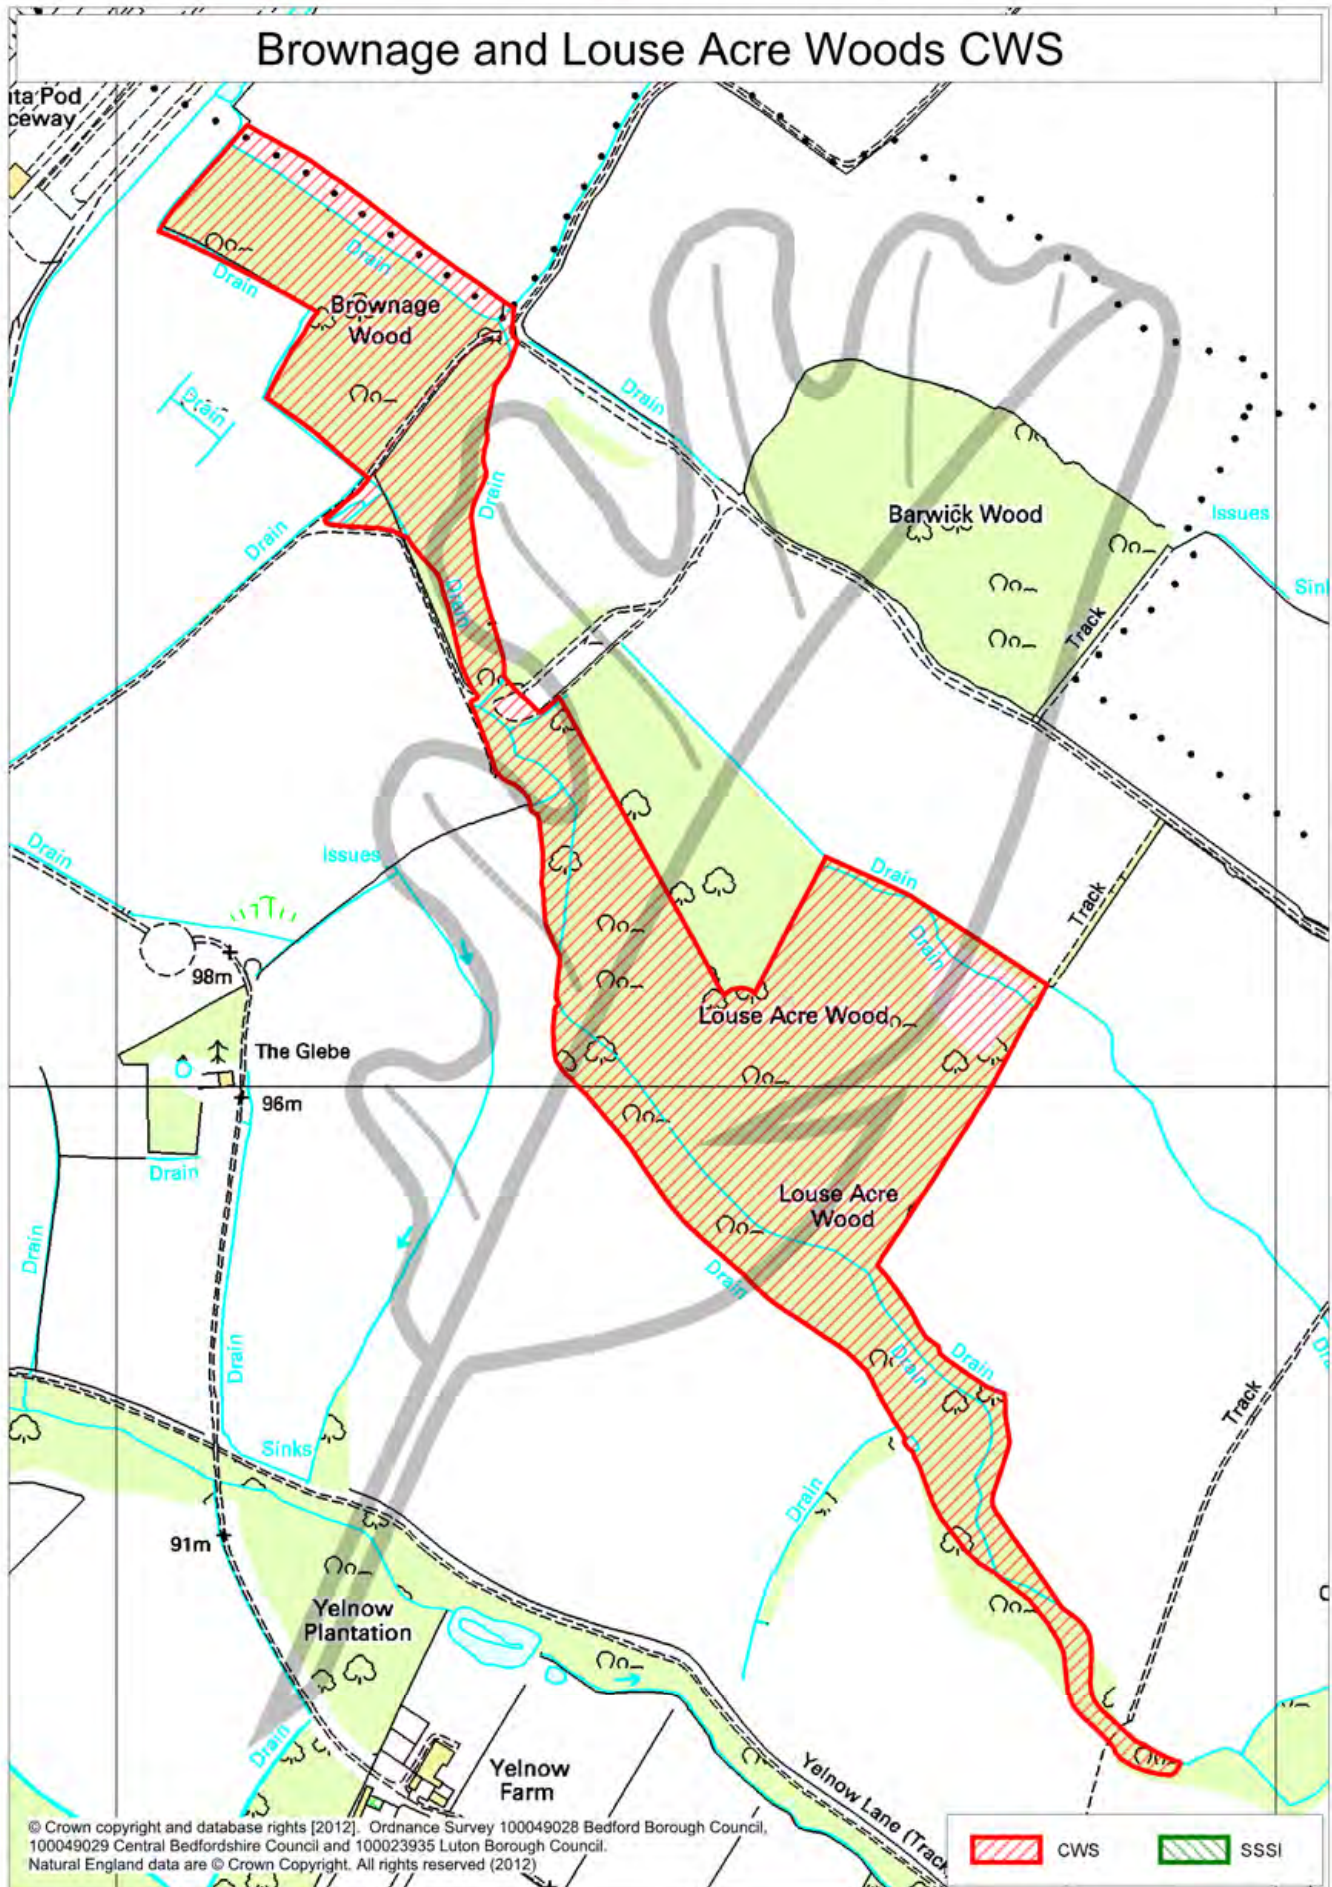 Brownage and Louse Acre Woods CWS
ita Pod
ceway
Drain
Drain
Brownage
Wood
Drain
Drain
Drain
Barwick Wood
Issues
Drain
Drain
Drain
Track
Drain
Issues
Drain
Drain
Track
98m
Louse Acre Wood
The Glebe
96m
Drain
Louse Acre
Wood
Drain
Drain
Drain
Drain
Drain
Track
Sinks
Drain
91m
Yelnow
Plantation
Drain
Yelnow
Farm
Yelnow Lane (Track
© Crown copyright and database rights [2012]. Ordnance Survey 100049028 Bedford Borough Council,
100049029 Central Bedfordshire Council and 100023935 Luton Borough Council.
Natural England data are © Crown Copyright. All rights reserved (2012)
CWS
SSSI